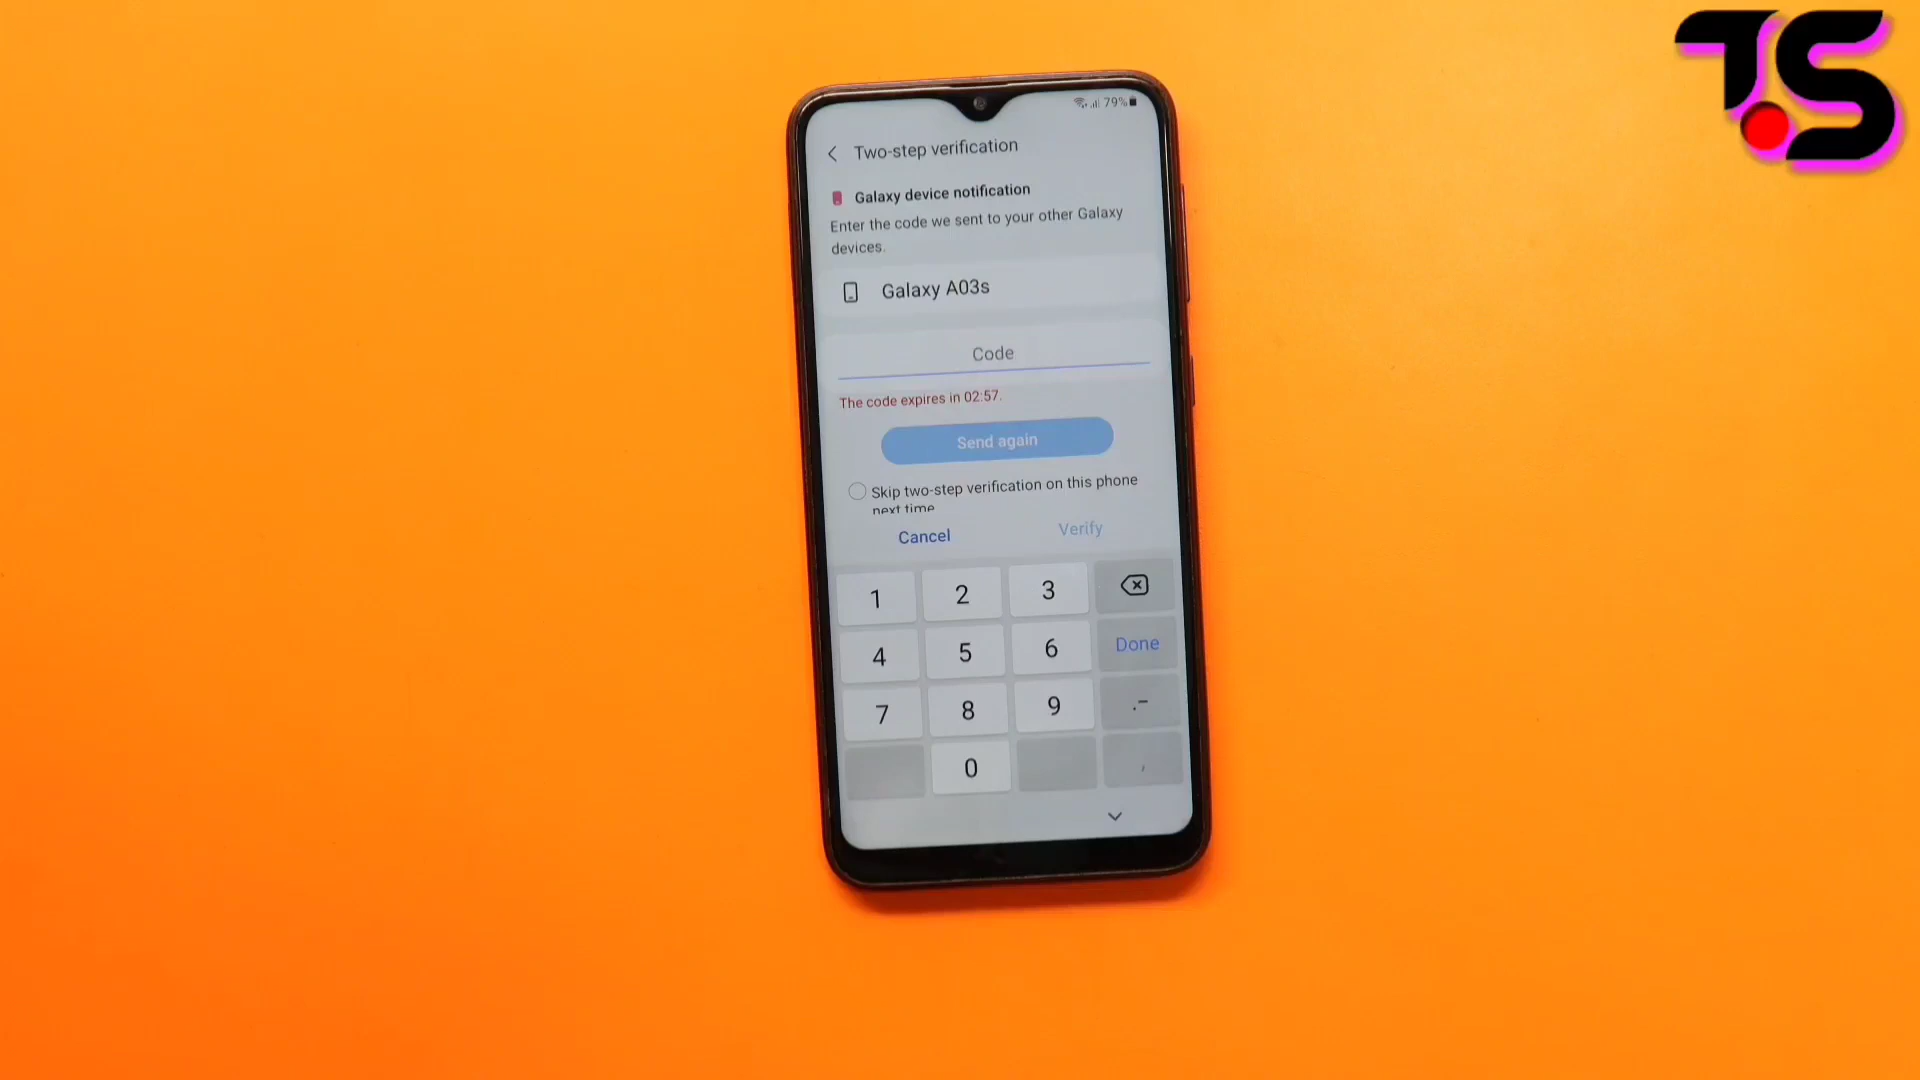 T.S
79%
Two-step verification
Galaxy device notification
Enter the code we sent to your other Galaxy
devices.
Galaxy A03s
Code
The code expires in 02:57.
Send again
Skip two-step verification on this phone
next time
Cancel Verify
1 2 3
4 5 6 Done
7 8 9 .-
0 ,